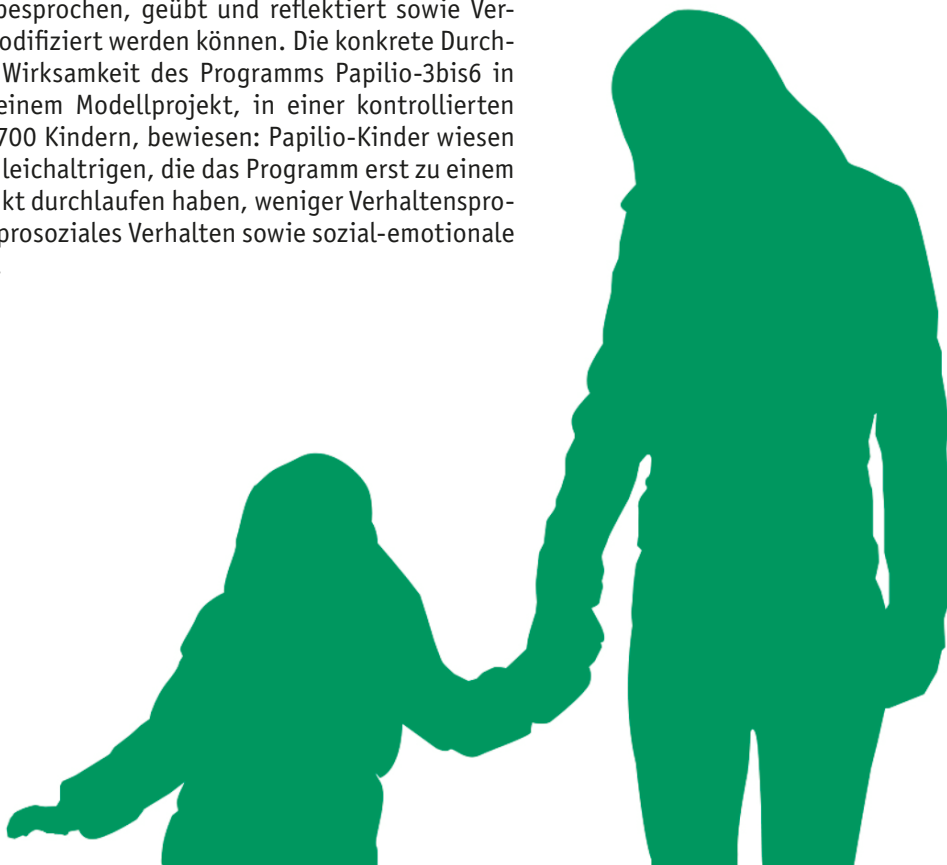 besprochen, geübt und reflektiert sowie Ver-
odifiziert werden können. Die konkrete Durch-
Wirksamkeit des Programms Papilio-3bis6 in
einem Modellprojekt, in einer kontrollierten
700 Kindern, bewiesen: Papilio-Kinder wiesen
leichaltrigen, die das Programm erst zu einem
kt durchlaufen haben, weniger Verhaltenspro-
prosoziales Verhalten sowie sozial-emotionale